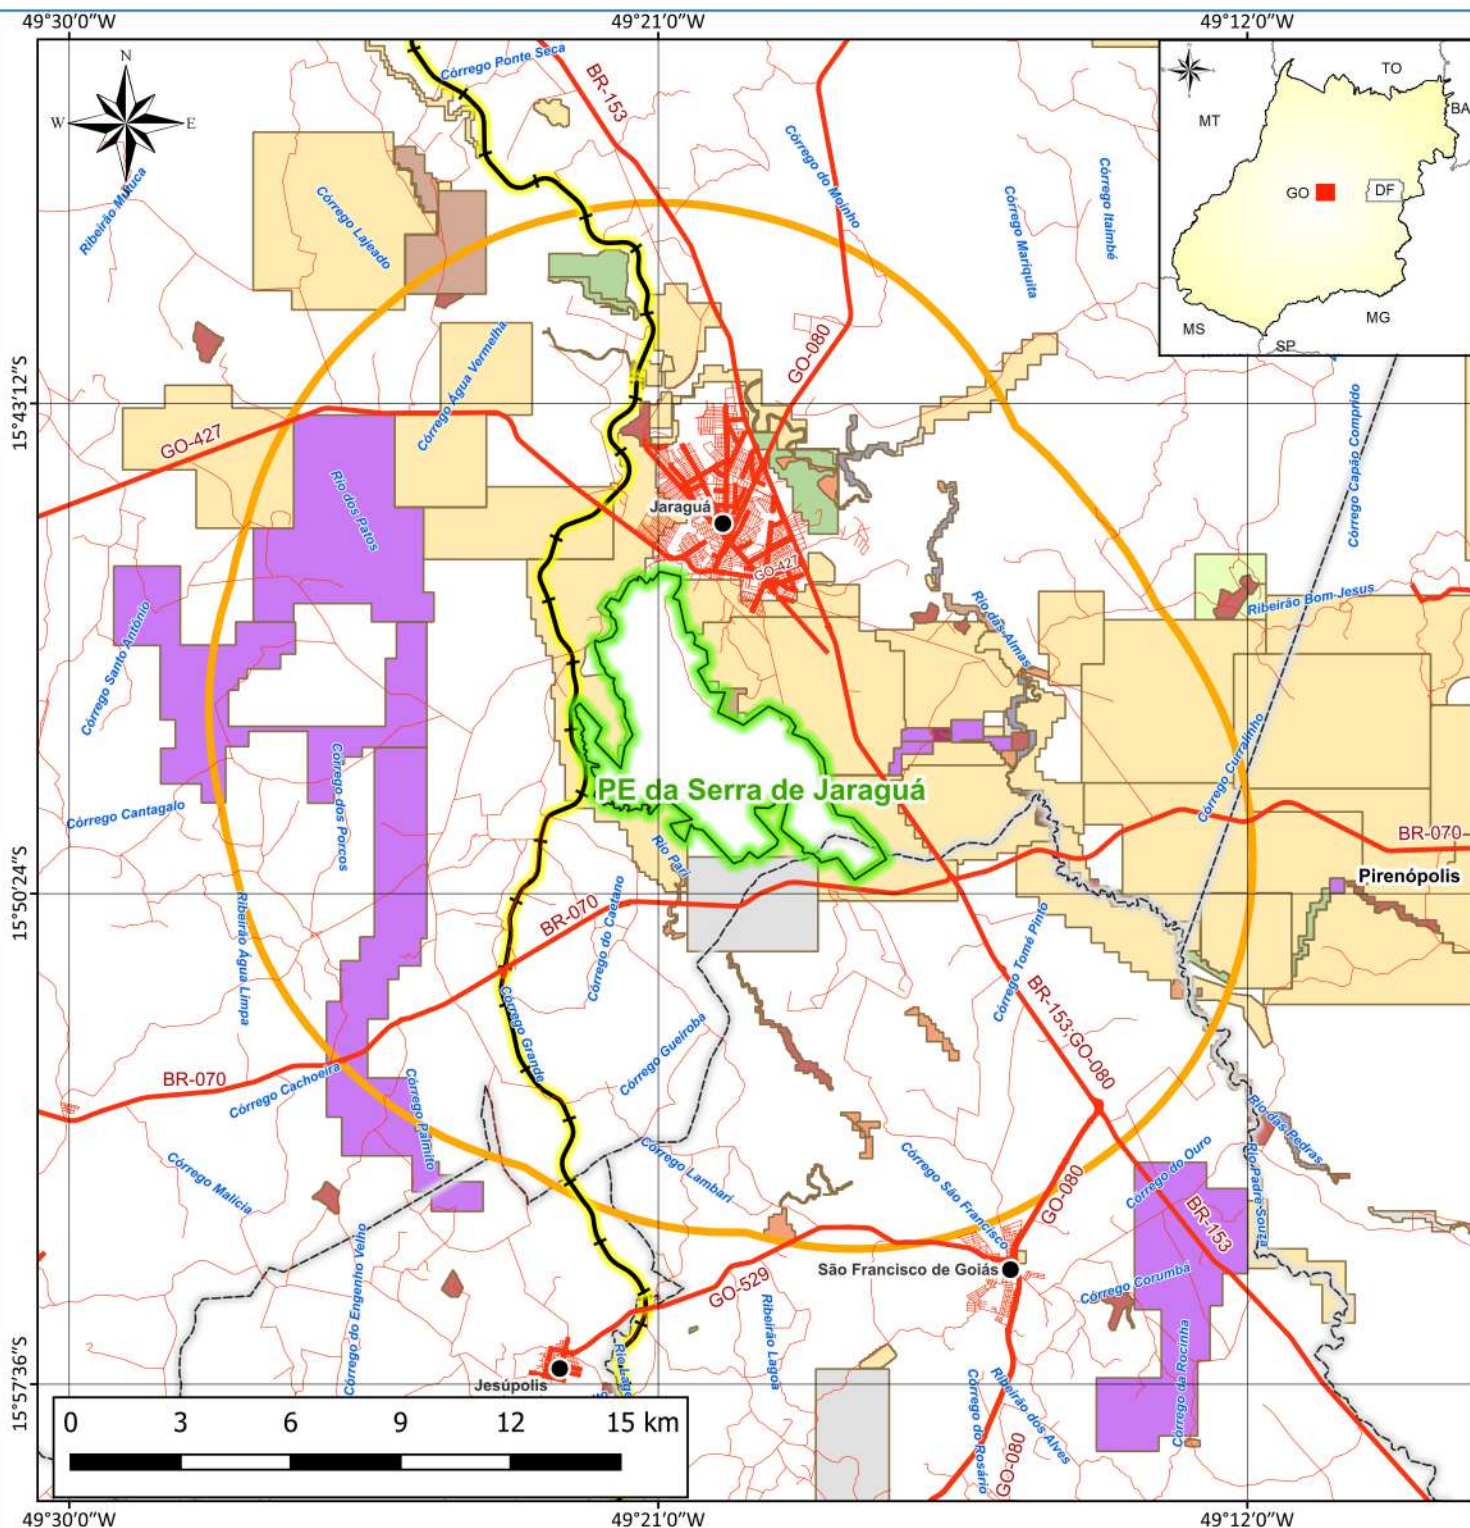 49°30'0"W
49°21'0"W
49°12'0"W
Córrego Ponte Seca
N
W
E
BR-153
TO
BA
MT
GO
DF
MG
MS
SP
Ribeirão Mutuca
Córrego Lajeado
Córrego do Moinho
Córrego Mariquita
Córrego Itaimbé
Córrego Água Vermelha
GO-080
15°43'12"S
GO-427
Córrego Capão Comprido
Rio dos Patos
Jaraguá
GO-427
Córrego Santo Antônio
Rio das Almas
Ribeirão Bom Jesus
PE da Serra de Jaraguá
Córrego Curralinho
Córrego Cantagalo
Córrego dos Porcos
BR-070
Rio Pari
Pirenópolis
15°50'24"S
BR-070
Córrego do Caetano
Ribeirão Água Limpa
Córrego Tomé Pinto
Córrego Grande
BR-153;GO-080
Córrego Gueiroba
BR-070
Córrego Cachoeira
Córrego Palmito
Rio das Pedras
Córrego Malícia
Córrego Lambari
Córrego São Francisco
GO-080
Córrego do Ouro
Rio Padre Souza
BR-153
Córrego do Engenho Velho
São Francisco de Goiás
GO-529
Córrego Corumbá
Ribeirão Lagoa
Córrego da Rocinha
Jesúpolis
15°57'36"S
Córrego do Rosário
Ribeirão dos Alves
GO-080
0 3 6 9 12 15 km
49°30'0"W
49°21'0"W
49°12'0"W